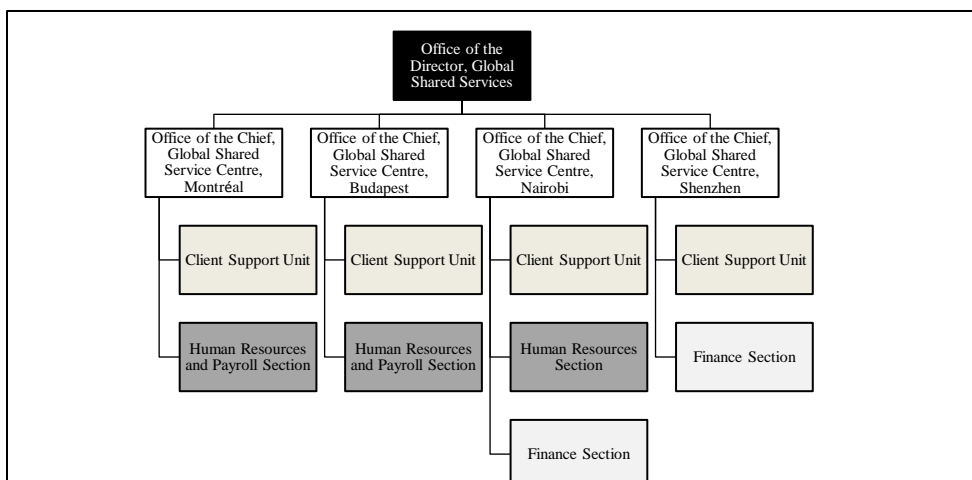 Office of the
Director, Global
Shared Services
Office of the Chief,
Global Shared
Service Centre,
Montréal
Office of the Chief,
Global Shared
Service Centre,
Budapest
Office of the Chief,
Global Shared
Service Centre,
Nairobi
Office of the Chief,
Global Shared
Service Centre,
Shenzhen
Client Support Unit
Client Support Unit
Client Support Unit
Client Support Unit
Human Resources
and Payroll Section
Human Resources
and Payroll Section
Human Resources
Section
Finance Section
Finance Section